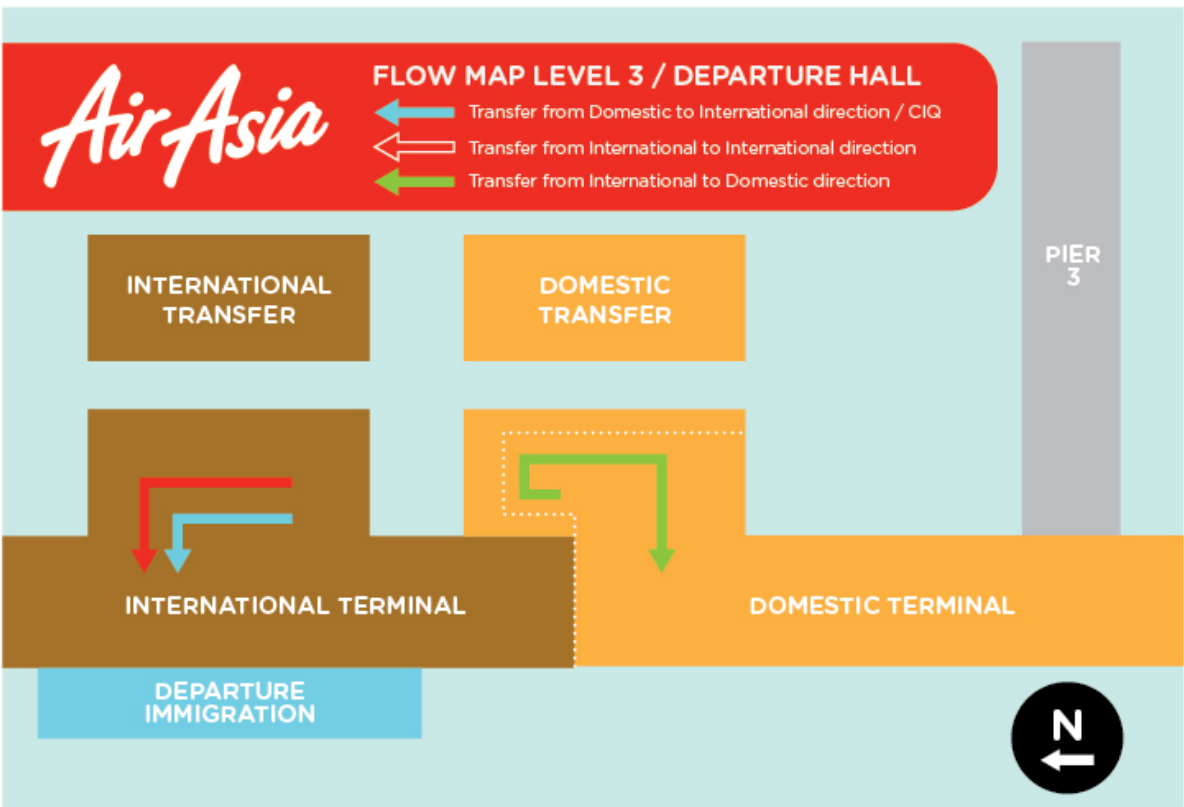 AirAsia
FLOW MAP LEVEL 3 / DEPARTURE HALL
Transfer from Domestic to International direction / CIQ
Transfer from International to International direction
Transfer from International to Domestic direction
PIER
3
INTERNATIONAL
TRANSFER
DOMESTIC
TRANSFER
INTERNATIONAL TERMINAL
DOMESTIC TERMINAL
DEPARTURE
IMMIGRATION
N